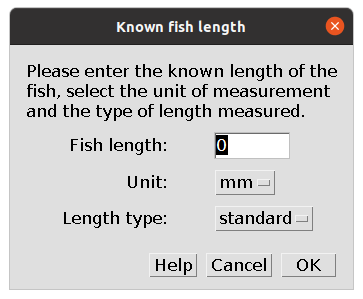 Known fish length
Please enter the known length of the
fish, select the unit of measurement
and the type of length measured.
Fish length: 0
Unit: mm
Length type: standard
Help Cancel OK